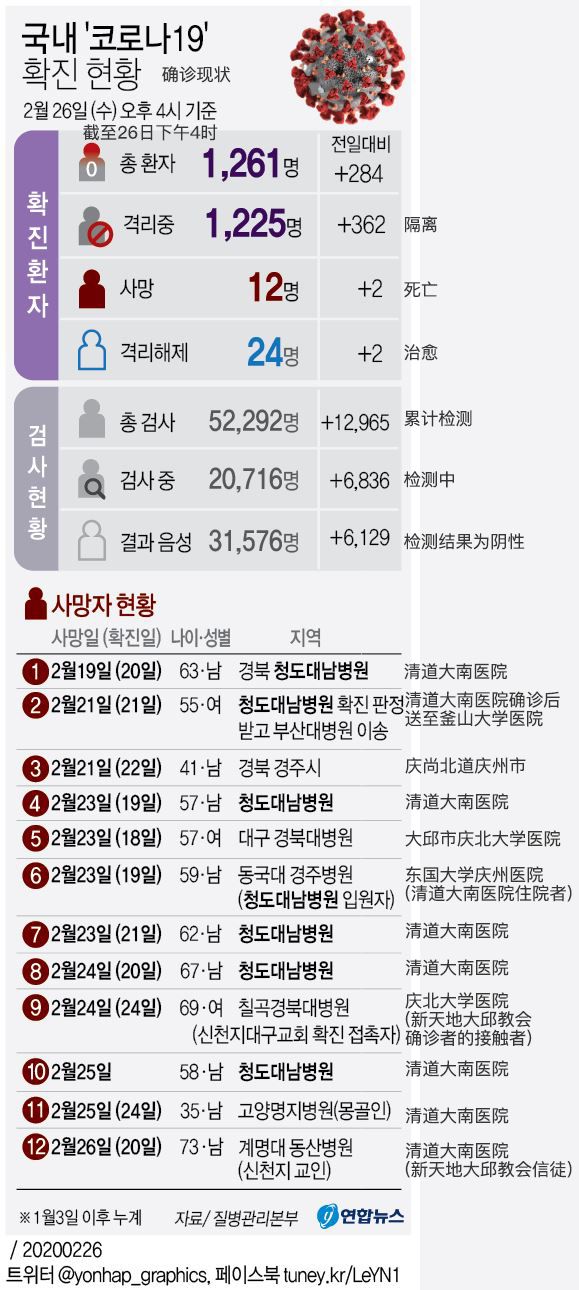 국내 '코로나19'
확진 현황 确诊现状
2월 26일 (수) 오후 4시 기준
截至26日下午4时
전일대비
확진환자
0 총 환자 1,261명 +284
격리중 1,225명 +362 隔离
사망 12명 +2 死亡
격리해제 24명 +2 治愈
검사현황
총 검사 52,292명 +12,965 累计检测
검사 중 20,716명 +6,836 检测中
결과 음성 31,576명 +6,129 检测结果为阴性
사망자 현황
사망일 (확진일) 나이·성별 지역
1 2월19일 (20일) 63·남 경북 청도대남병원 清道大南医院
2 2월21일 (21일) 55·여 청도대남병원 확진 판정 清道大南医院确诊后
받고 부산대병원 이송 送至釜山大学医院
3 2월21일 (22일) 41·남 경북 경주시 庆尚北道庆州市
4 2월23일 (19일) 57·남 청도대남병원 清道大南医院
5 2월23일 (18일) 57·여 대구 경북대병원 大邱市庆北大学医院
6 2월23일 (19일) 59·남 동국대 경주병원 东国大学庆州医院
(청도대남병원 입원자) (清道大南医院住院者)
7 2월23일 (21일) 62·남 청도대남병원 清道大南医院
8 2월24일 (20일) 67·남 청도대남병원 清道大南医院
9 2월24일 (24일) 69·여 칠곡경북대병원 庆北大学医院
(신천지대구교회 확진 접촉자) (新天地大邱教会
确诊者的接触者)
10 2월25일 58·남 청도대남병원 清道大南医院
11 2월25일 (24일) 35·남 고양명지병원(몽골인) 清道大南医院
12 2월26일 (20일) 73·남 계명대 동산병원 清道大南医院
(신천지 교인) (新天地大邱教会信徒)
※ 1월3일 이후 누계 자료/ 질병관리본부 연합뉴스
/ 20200226
트위터 @yonhap_graphics, 페이스북 tuney.kr/LeYN1